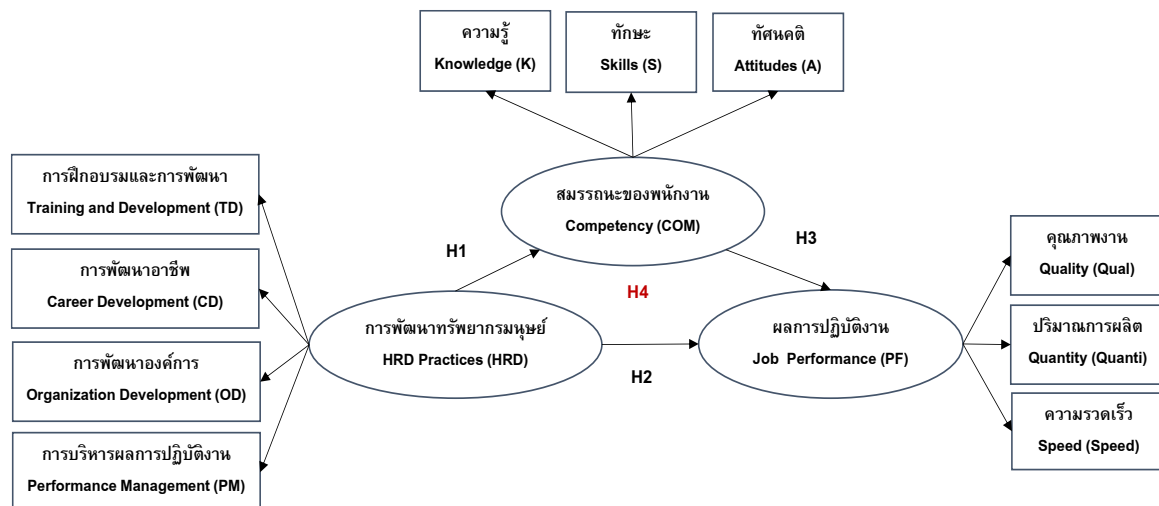 ความรู้
Knowledge (K)
ทักษะ
Skills (S)
ทัศนคติ
Attitudes (A)
สมรรถนะของพนักงาน
Competency (COM)
การฝึกอบรมและการพัฒนา
Training and Development (TD)
การพัฒนาอาชีพ
Career Development (CD)
การพัฒนาองค์การ
Organization Development (OD)
การบริหารผลการปฏิบัติงาน
Performance Management (PM)
H1
H3
H4
การพัฒนาทรัพยากรมนุษย์
HRD Practices (HRD)
H2
ผลการปฏิบัติงาน
Job Performance (PF)
คุณภาพงาน
Quality (Qual)
ปริมาณการผลิต
Quantity (Quanti)
ความรวดเร็ว
Speed (Speed)